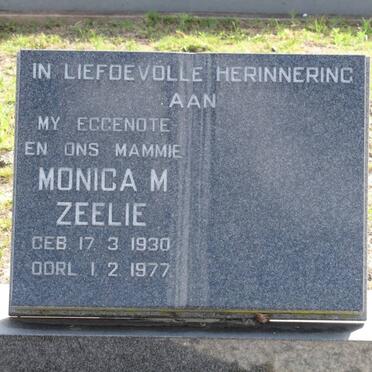 IN LIEFDEVOLLE HERINNERING
AAN
MY EGGENOTE
EN ONS MAMMIE
MONICA M
ZEELIE
GEB 17 3 1930
OORL 1 2 1977